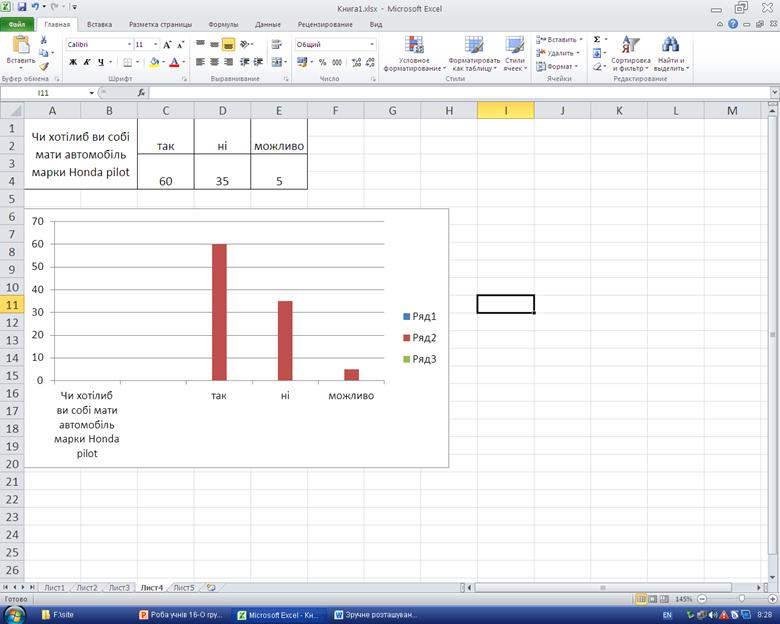 Книга1.xlsx - Microsoft Excel
Файл Главная Вставка Разметка страницы Формулы Данные Рецензирование Вид
Вставить
Calibri 11
Ж К Ч
Общий
% 000
Условное форматирование
Форматировать как таблицу
Стили ячеек
Вставить
Удалить
Формат
Σ
Сортировка и фильтр
Найти и выделить
Буфер обмена Шрифт Выравнивание Число Стили Ячейки Редактирование
I11 fx
A B C D E F G H I J K L M
1
2
3
4
5
6
7
8
9
10
11
12
13
14
15
16
17
18
19
20
21
22
23
24
25
26
Чи хотілиб ви собі
мати автомобіль
марки Honda pilot
так ні можливо
60 35 5
70
60
50
40
30
20
10
0
Чи хотілиб
ви собі мати
автомобіль
марки Honda
pilot
так ні можливо
Ряд1
Ряд2
Ряд3
Лист1 Лист2 Лист3 Лист4 Лист5
Готово 145%
F:\site Роба учнів 16-О гру... Microsoft Excel - Кн... Зручне розташуван... EN 8:28